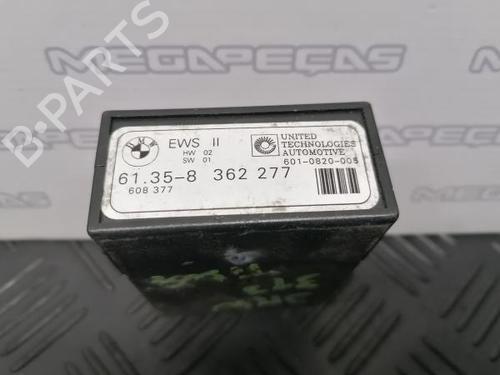 MEGAPEÇAS
B-PARTS
EWS II
HW 02
SW 01
UNITED
TECHNOLOGIES
AUTOMOTIVE
601-0820-005
61.35-8 362 277
608 377